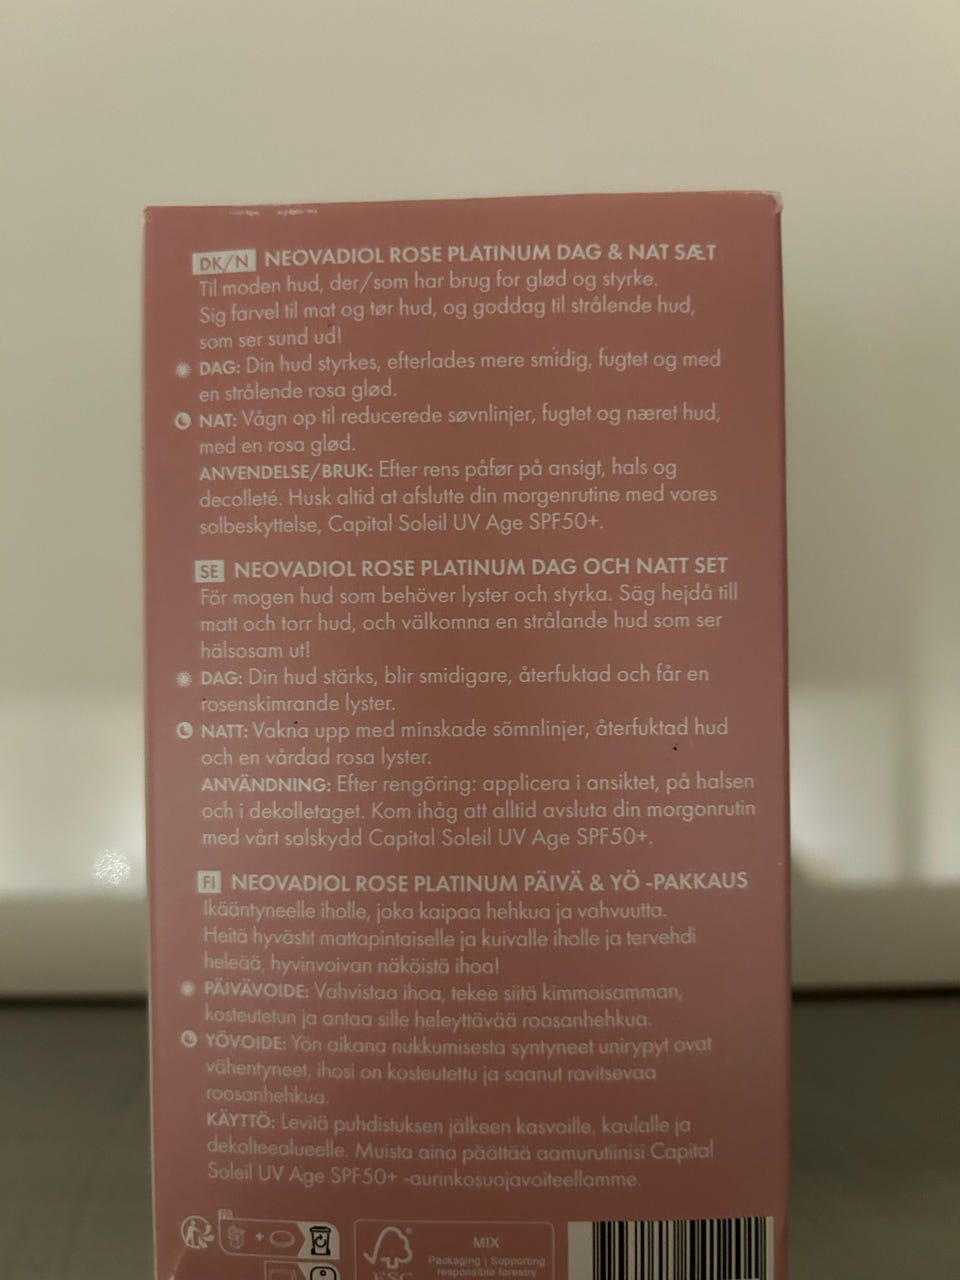 DK/N NEOVADIOL ROSE PLATINUM DAG & NAT SÆT
Til moden hud, der/som har brug for glød og styrke.
Sig farvel til mat og tør hud, og goddag til strålende hud,
som ser sund ud!
DAG: Din hud styrkes, efterlades mere smidig, fugtet og med
en strålende rosa glød.
NAT: Vågn op til reducerede søvnlinjer, fugtet og næret hud,
med en rosa glød.
ANVENDELSE/BRUK: Efter rens påfør på ansigt, hals og
decolleté. Husk altid at afslutte din morgenrutine med vores
solbeskyttelse, Capital Soleil UV Age SPF50+.
SE NEOVADIOL ROSE PLATINUM DAG OCH NATT SET
För mogen hud som behöver lyster och styrka. Säg hejdå till
matt och torr hud, och välkomna en strålande hud som ser
hälsosam ut!
DAG: Din hud stärks, blir smidigare, återfuktad och får en
rosenskimrande lyster.
NATT: Vakna upp med minskade sömnlinjer, återfuktad hud
och en vårdad rosa lyster.
ANVÄNDNING: Efter rengöring: applicera i ansiktet, på halsen
och i dekolletaget. Kom ihåg att alltid avsluta din morgonrutin
med vårt solskydd Capital Soleil UV Age SPF50+.
FI NEOVADIOL ROSE PLATINUM PÄIVÄ & YÖ -PAKKAUS
Ikääntyneelle iholle, joka kaipaa hehkua ja vahvuutta.
Heitä hyvästit mattapintaiselle ja kuivalle iholle ja tervehdi
heleää, hyvinvoivan näköistä ihoa!
PÄIVÄVOIDE: Vahvistaa ihoa, tekee siitä kimmoisamman,
kosteutetun ja antaa sille heleyttävää roosanhehkua.
YÖVOIDE: Yön aikana nukkumisesta syntyneet unirypyt ovat
vähentyneet, ihosi on kosteutettu ja saanut ravitsevaa
roosanhehkua.
KÄYTTÖ: Levitä puhdistuksen jälkeen kasvoille, kaulalle ja
dekolteealueelle. Muista aina päättää aamurutiinisi Capital
Soleil UV Age SPF50+ -aurinkosuojavoiteellamme.
FR
MIX
Packaging | Supporting
responsible forestry
FSC